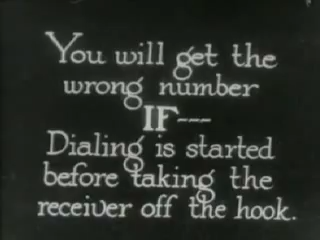 You will get the
wrong number
IF---
Dialing is started
before taking the
receiver off the hook.